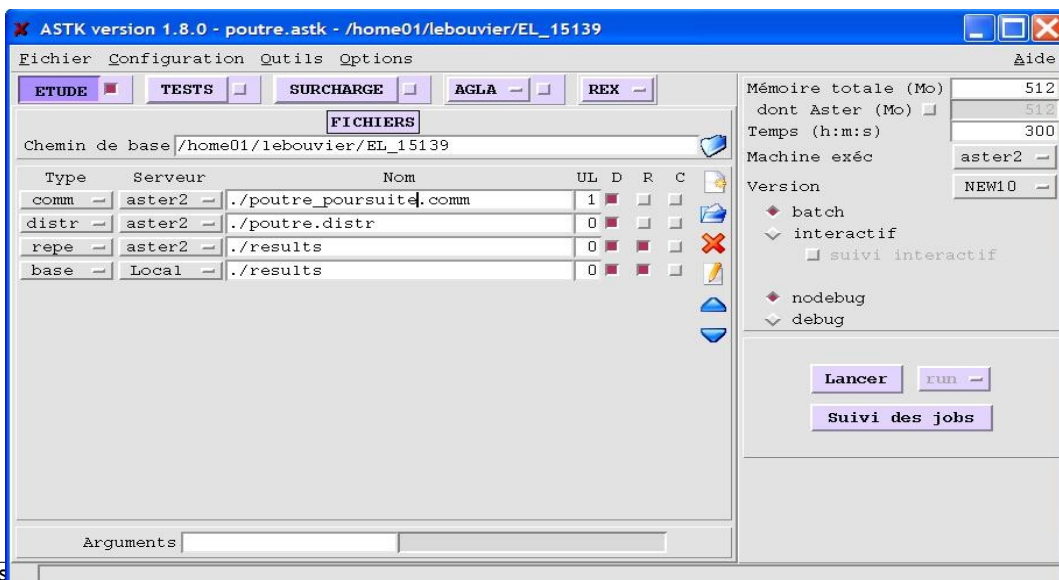 ASTK version 1.8.0 - poutre.astk - /home01/lebouvier/EL_15139
Fichier Configuration Outils Options Aide
ETUDE TESTS SURCHARGE AGLA REX
FICHIERS
Chemin de base /home01/lebouvier/EL_15139
Type Serveur Nom UL D R C
comm aster2 ./poutre_poursuite.comm 1
distr aster2 ./poutre.distr 0
repe aster2 ./results 0
base Local ./results 0
Arguments
Mémoire totale (Mo) 512
dont Aster (Mo) 512
Temps (h:m:s) 300
Machine exéc aster2
Version NEW10
batch
interactif
suivi interactif
nodebug
debug
Lancer run
Suivi des jobs